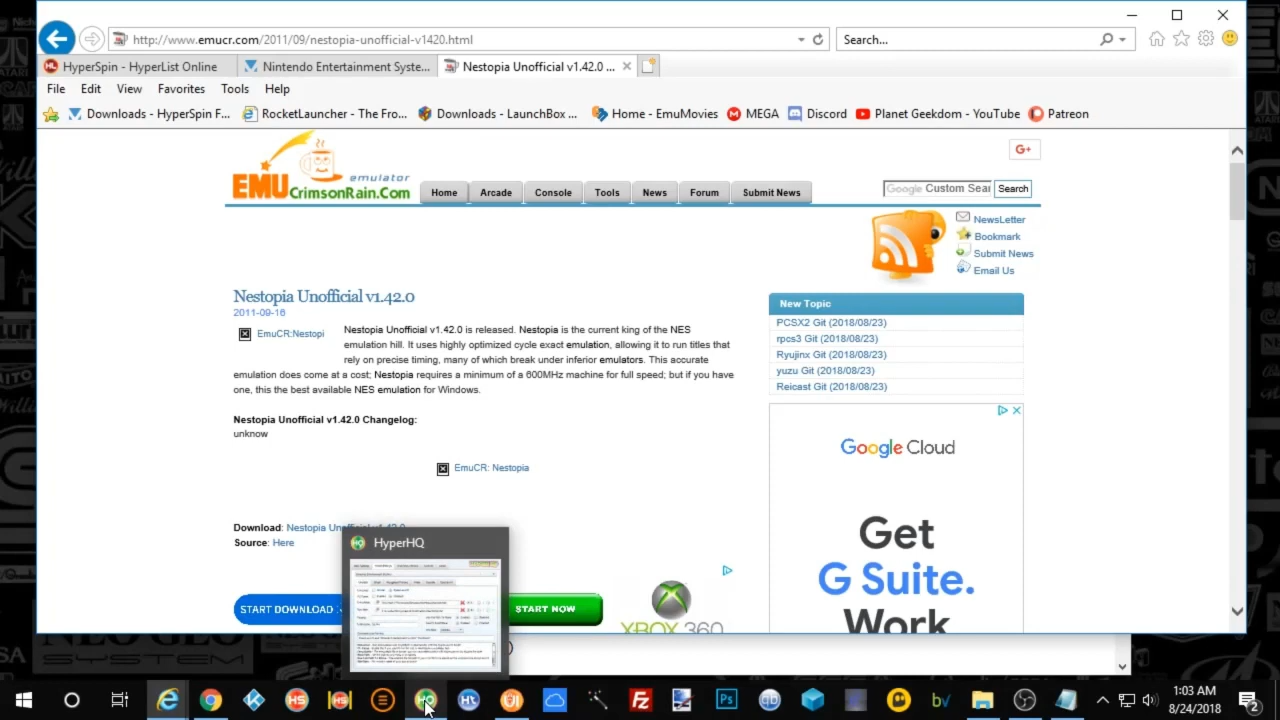 http://www.emucr.com/2011/09/nestopia-unofficial-v1420.html
Search...
HyperSpin - HyperList Online
Nintendo Entertainment Syste...
Nestopia Unofficial v1.42.0 ...
File Edit View Favorites Tools Help
Downloads - HyperSpin F...
RocketLauncher - The Fro...
Downloads - LaunchBox ...
Home - EmuMovies
MEGA
Discord
Planet Geekdom - YouTube
Patreon
G+
emulator
EMUCrimsonRain.Com
Home Arcade Console Tools News Forum Submit News
Google Custom Sear
Search
NewsLetter
Bookmark
Submit News
Email Us
Nestopia Unofficial v1.42.0
2011-09-16
EmuCR:Nestopi
Nestopia Unofficial v1.42.0 is released. Nestopia is the current king of the NES
emulation hill. It uses highly optimized cycle exact emulation, allowing it to run titles that
rely on precise timing, many of which break under inferior emulators. This accurate
emulation does come at a cost; Nestopia requires a minimum of a 600MHz machine for full speed; but if you have
one, this the best available NES emulation for Windows.
Nestopia Unofficial v1.42.0 Changelog:
unknow
EmuCR: Nestopia
Download: Nestopia Unofficial v1.42.0
Source: Here
START DOWNLOAD
START NOW
XBOX 360
New Topic
PCSX2 Git (2018/08/23)
rpcs3 Git (2018/08/23)
Ryujinx Git (2018/08/23)
yuzu Git (2018/08/23)
Reicast Git (2018/08/23)
Google Cloud
Get
GSuite.
Work
HyperHQ
1:03 AM
8/24/2018
2